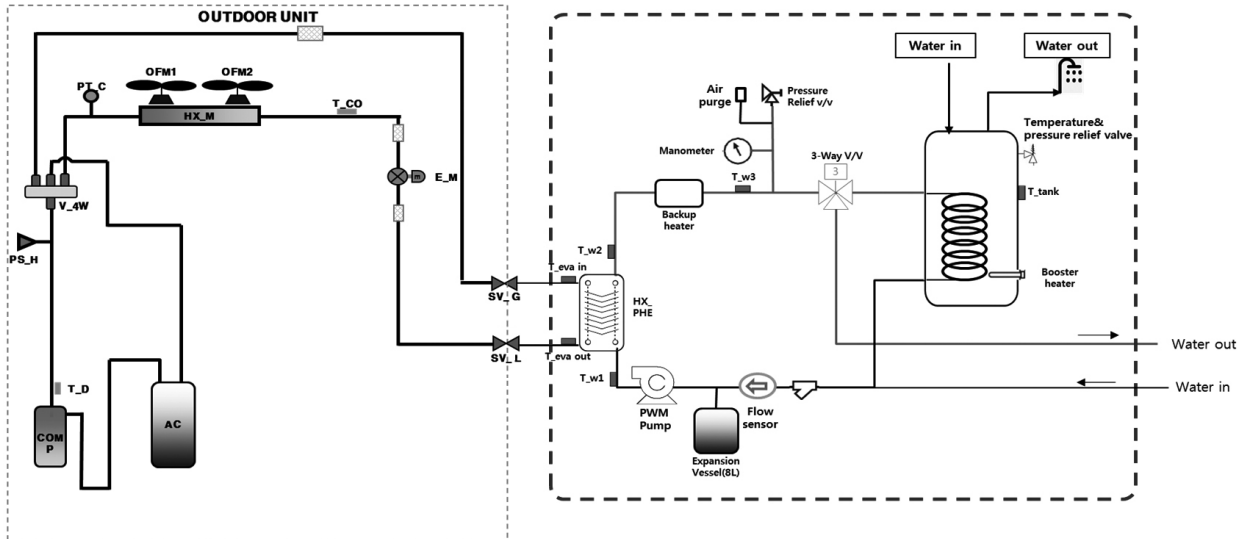 OUTDOOR UNIT
OFM1
OFM2
PT_C
HX_M
T_CO
E_M
m
V_4W
PS_H
SV_G
SV_L
T_D
COM
P
AC
Water in
Water out
Air
purge
Pressure
Relief v/v
Temperature&
pressure relief valve
Manometer
3-Way V/V
3
T_w3
T_tank
Backup
heater
T_w2
T_eva in
HX_
PHE
Booster
heater
T_eva out
Water out
T_w1
Water in
PWM
Pump
Flow
sensor
Expansion
Vessel(8L)